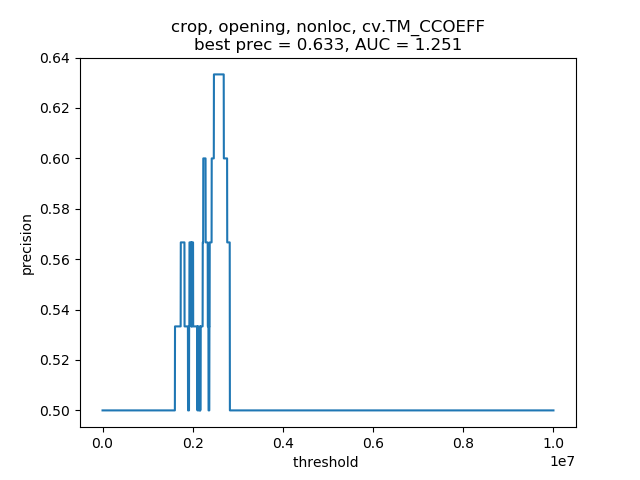 crop, opening, nonloc, cv.TM_CCOEFF
best prec = 0.633, AUC = 1.251
0.64
0.62
0.60
0.58
0.56
0.54
0.52
0.50
precision
0.0 0.2 0.4 0.6 0.8 1.0
1e7
threshold